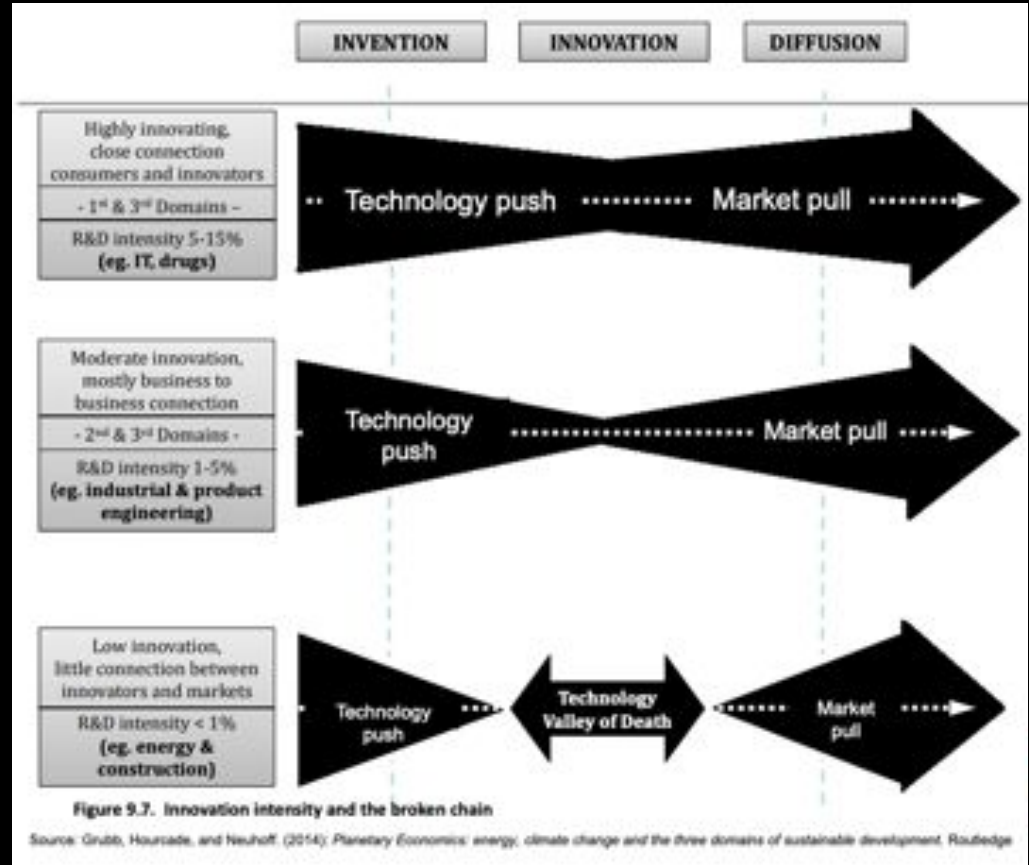 INVENTION
INNOVATION
DIFFUSION
Highly innovating,
close connection
consumers and innovators
- 1st & 3rd Domains –
R&D intensity 5-15%
(eg. IT, drugs)
Technology push
Market pull
Moderate innovation,
mostly business to
business connection
- 2nd & 3rd Domains -
R&D intensity 1-5%
(eg. industrial & product
engineering)
Technology
push
Market pull
Low innovation,
little connection between
innovators and markets
R&D intensity < 1%
(eg. energy &
construction)
Technology
push
Technology
Valley of Death
Market
pull
Figure 9.7. Innovation intensity and the broken chain
Source: Grubb, Hourcade, and Neuhoff. (2014): Planetary Economics: energy, climate change and the three domains of sustainable development. Routledge